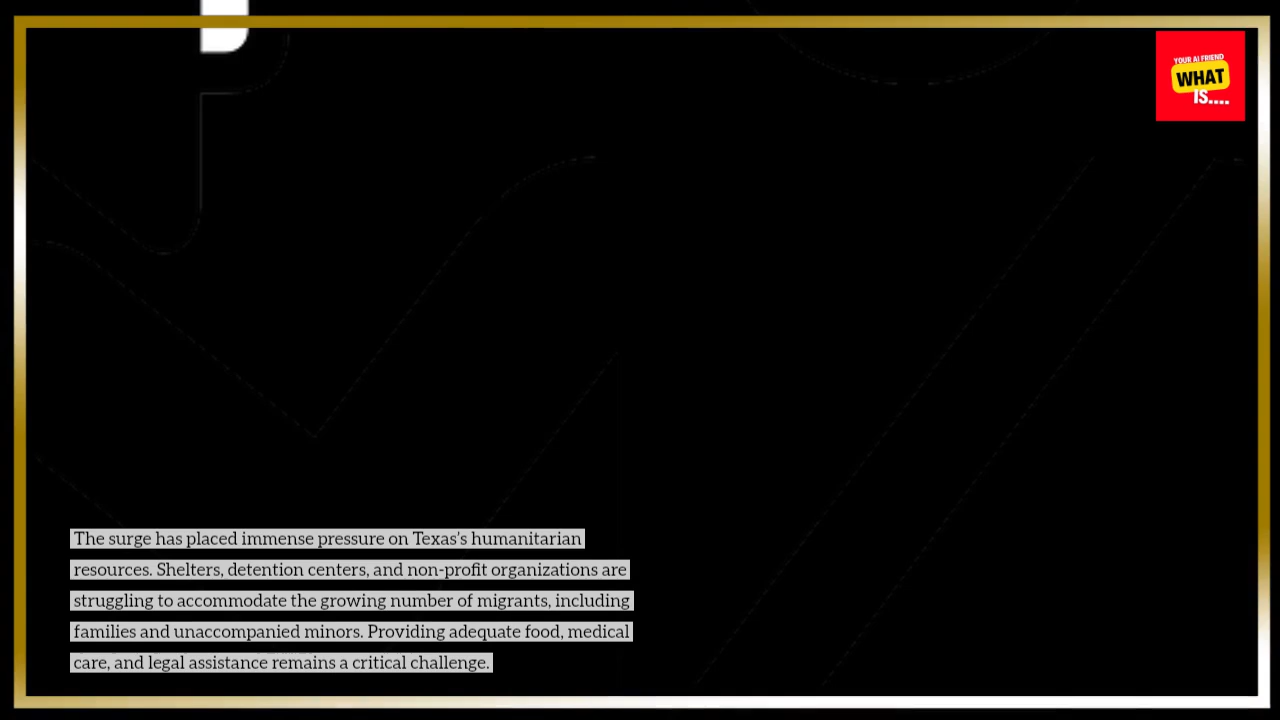 YOUR AI FRIEND
WHAT
IS....
The surge has placed immense pressure on Texas's humanitarian
resources. Shelters, detention centers, and non-profit organizations are
struggling to accommodate the growing number of migrants, including
families and unaccompanied minors. Providing adequate food, medical
care, and legal assistance remains a critical challenge.